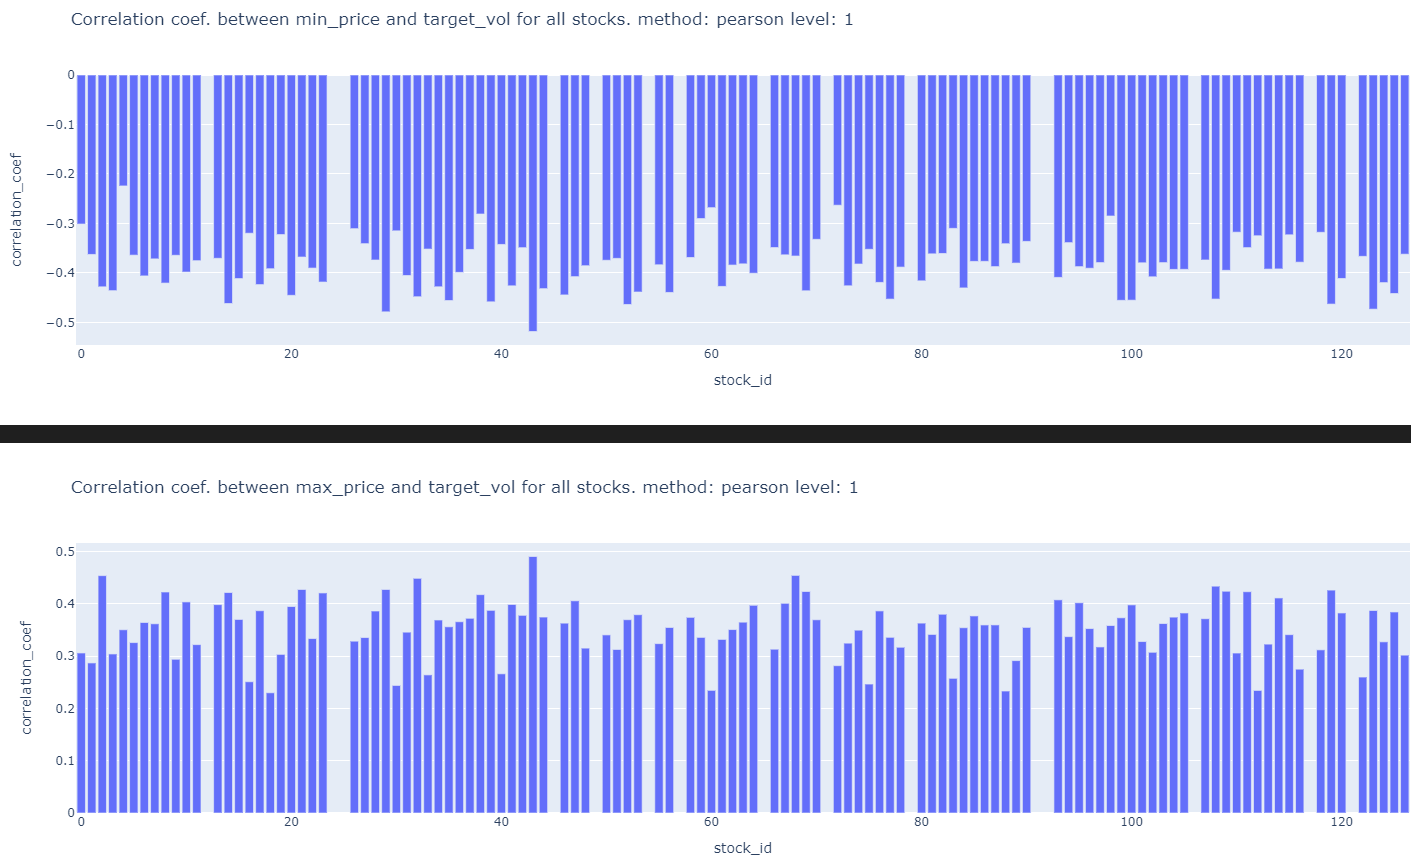 Correlation coef. between min_price and target_vol for all stocks. method: pearson level: 1
0
−0.1
−0.2
−0.3
−0.4
−0.5
correlation_coef
0 20 40 60 80 100 120
stock_id
Correlation coef. between max_price and target_vol for all stocks. method: pearson level: 1
0.5
0.4
0.3
0.2
0.1
0
correlation_coef
0 20 40 60 80 100 120
stock_id